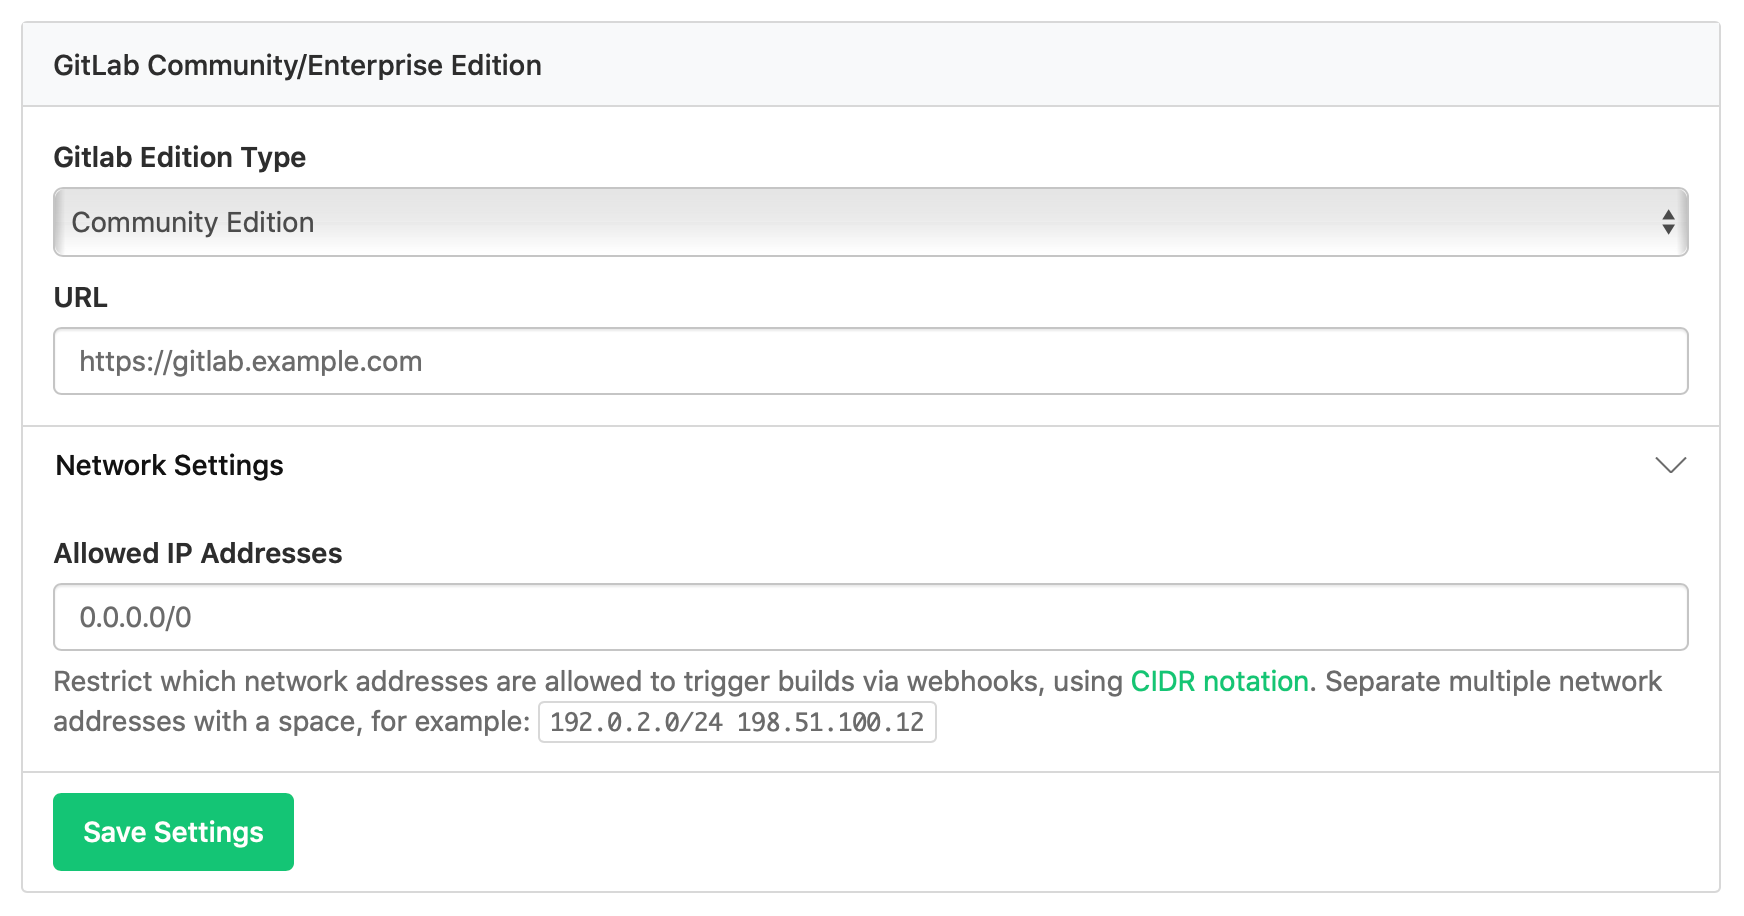 GitLab Community/Enterprise Edition
Gitlab Edition Type
Community Edition
URL
https://gitlab.example.com
Network Settings
Allowed IP Addresses
0.0.0.0/0
Restrict which network addresses are allowed to trigger builds via webhooks, using CIDR notation. Separate multiple network
addresses with a space, for example: 192.0.2.0/24 198.51.100.12
Save Settings